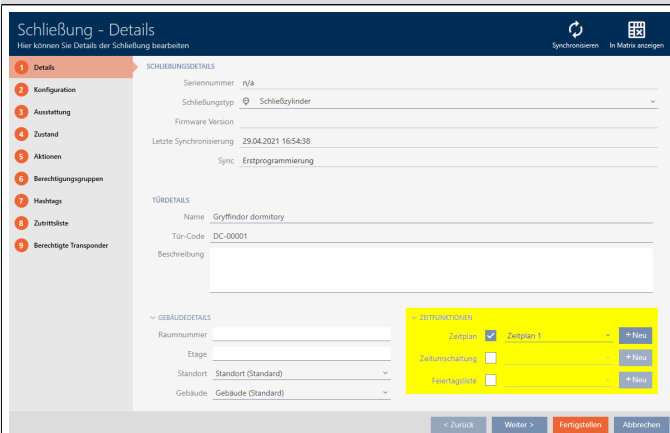 Schließung - Details
Hier können Sie Details der Schließung bearbeiten
Synchronisieren
In Matrix anzeigen
1 Details
2 Konfiguration
3 Ausstattung
4 Zustand
5 Aktionen
6 Berechtigungsgruppen
7 Hashtags
8 Zutrittsliste
9 Berechtigte Transponder
SCHLIEßUNGSDETAILS
Seriennummer n/a
Schließungstyp Schließzylinder
Firmware Version
Letzte Synchronisierung 29.04.2021 16:54:38
Sync Erstprogrammierung
TÜRDETAILS
Name Gryffindor dormitory
Tür-Code DC-00001
Beschreibung
GEBÄUDEDETAILS
Raumnummer
Etage
Standort Standort (Standard)
Gebäude Gebäude (Standard)
ZEITFUNKTIONEN
Zeitplan Zeitplan 1 + Neu
Zeitumschaltung + Neu
Feiertagsliste + Neu
< Zurück Weiter > Fertigstellen Abbrechen